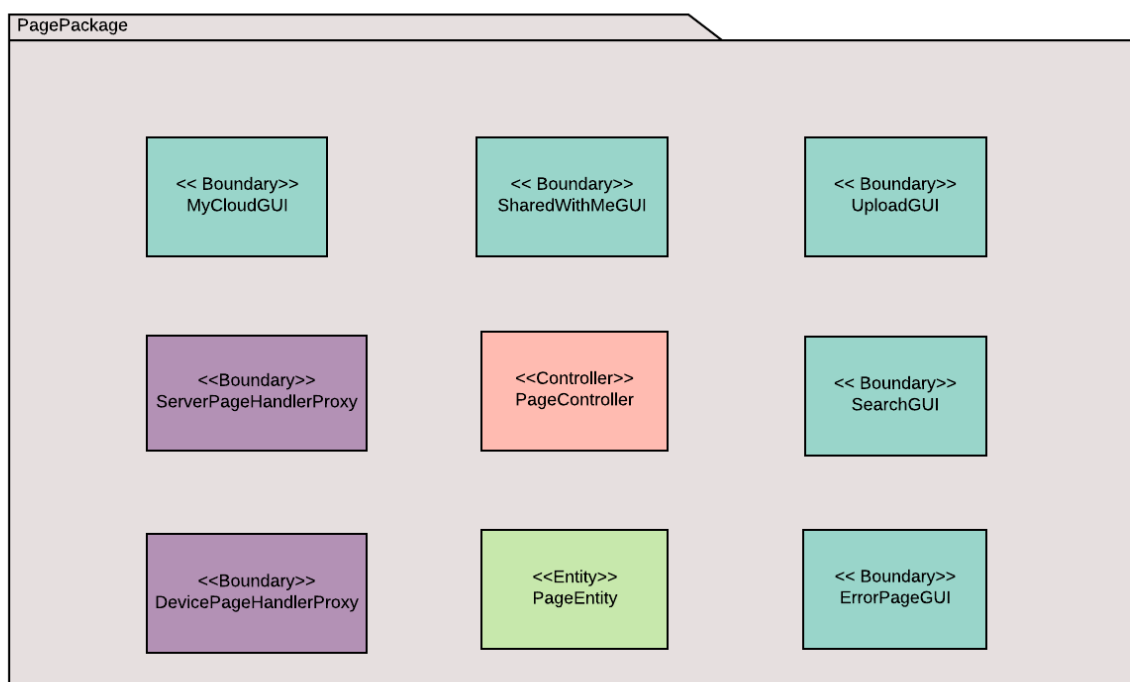 PagePackage
<< Boundary>>
MyCloudGUI
<< Boundary>>
SharedWithMeGUI
<< Boundary>>
UploadGUI
<<Boundary>>
ServerPageHandlerProxy
<<Controller>>
PageController
<< Boundary>>
SearchGUI
<<Boundary>>
DevicePageHandlerProxy
<<Entity>>
PageEntity
<< Boundary>>
ErrorPageGUI